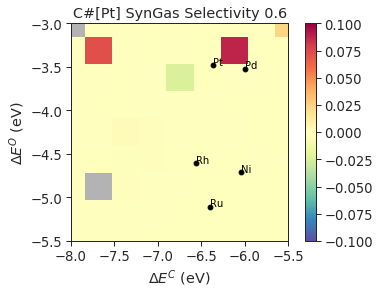 C#[Pt] SynGas Selectivity 0.6
−3.0
−3.5
−4.0
−4.5
−5.0
−5.5
ΔE^O (eV)
Pt
Pd
Rh
Ni
Ru
−8.0 −7.5 −7.0 −6.5 −6.0 −5.5
ΔE^C (eV)
0.100
0.075
0.050
0.025
0.000
−0.025
−0.050
−0.075
−0.100